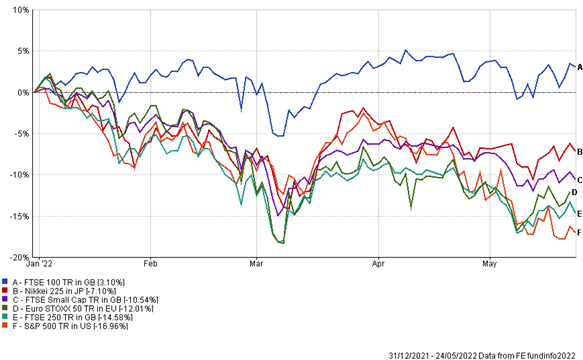 10%
5%
0%
-5%
-10%
-15%
-20%
A
B
C
D
E
F
Jan '22 Feb Mar Apr May
A - FTSE 100 TR in GB [3.10%]
B - Nikkei 225 in JP [-7.10%]
C - FTSE Small Cap TR in GB [-10.54%]
D - Euro STOXX 50 TR in EU [-12.01%]
E - FTSE 250 TR in GB [-14.58%]
F - S&P 500 TR in US [-16.96%]
31/12/2021 - 24/05/2022 Data from FE fundinfo2022